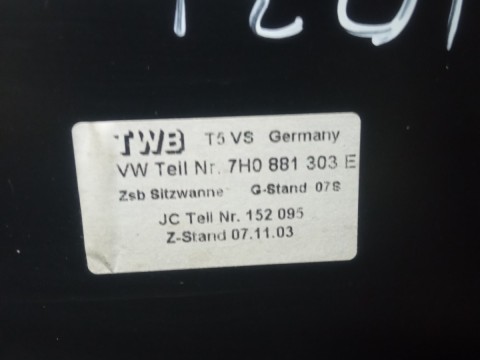 TWB T5 VS Germany
VW Teil Nr. 7H0 881 303 E
Zsb Sitzwanne G-Stand 07S
JC Teil Nr. 152 095
Z-Stand 07.11.03